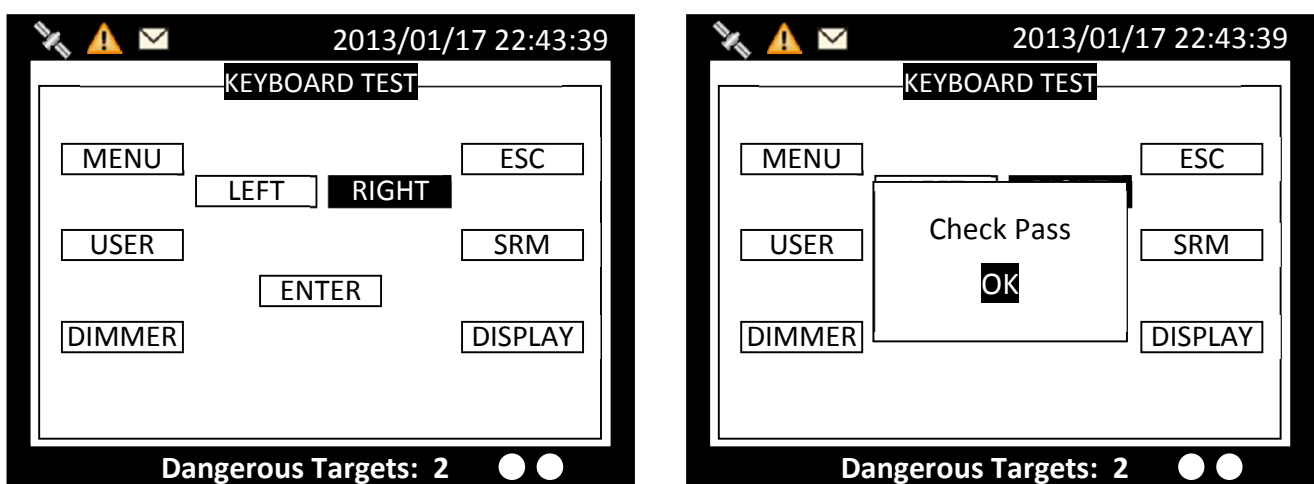 2013/01/17 22:43:39
KEYBOARD TEST
MENU
ESC
LEFT RIGHT
USER
SRM
ENTER
DIMMER
DISPLAY
Dangerous Targets: 2
2013/01/17 22:43:39
KEYBOARD TEST
MENU
ESC
USER
Check Pass
SRM
OK
DIMMER
DISPLAY
Dangerous Targets: 2